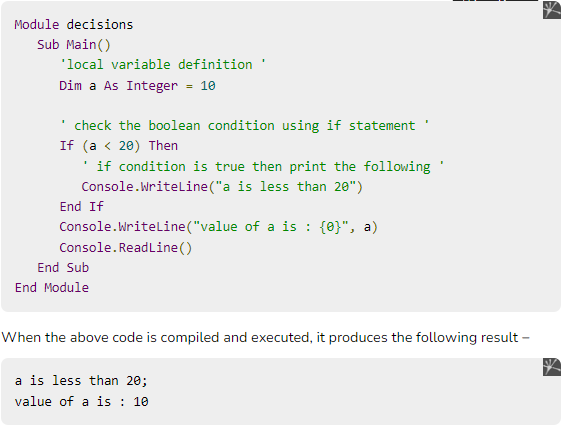 Module decisions
Sub Main()
'local variable definition '
Dim a As Integer = 10
' check the boolean condition using if statement '
If (a < 20) Then
' if condition is true then print the following '
Console.WriteLine("a is less than 20")
End If
Console.WriteLine("value of a is : {0}", a)
Console.ReadLine()
End Sub
End Module
When the above code is compiled and executed, it produces the following result –
a is less than 20;
value of a is : 10